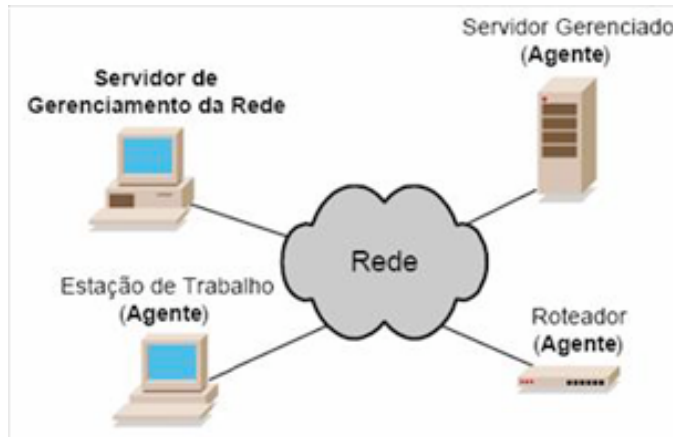 Servidor de
Gerenciamento da Rede
Servidor Gerenciado
(Agente)
Rede
Estação de Trabalho
(Agente)
Roteador
(Agente)